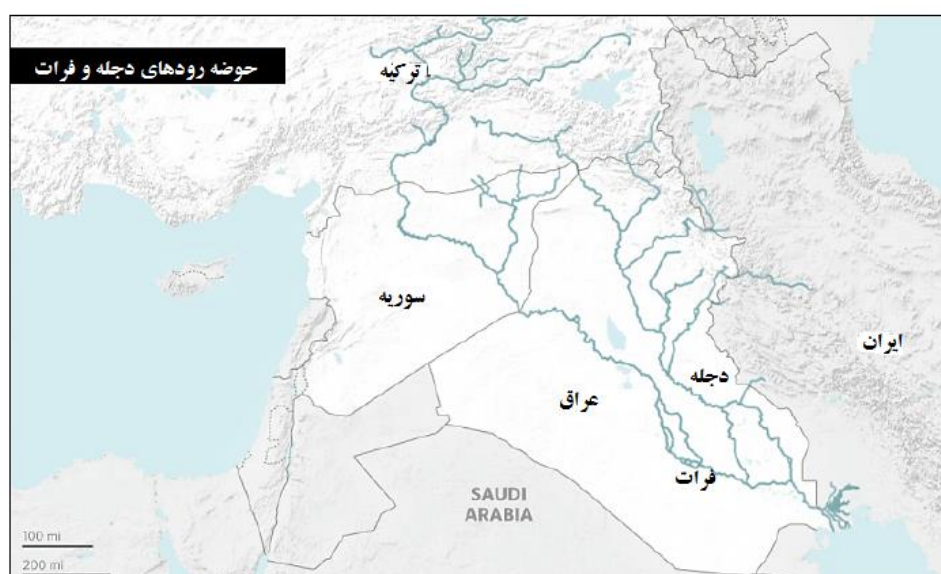 حوضه رودهای دجله و فرات
ترکیه
سوریه
ایران
دجله
عراق
فرات
SAUDI
ARABIA
100 mi
200 mi